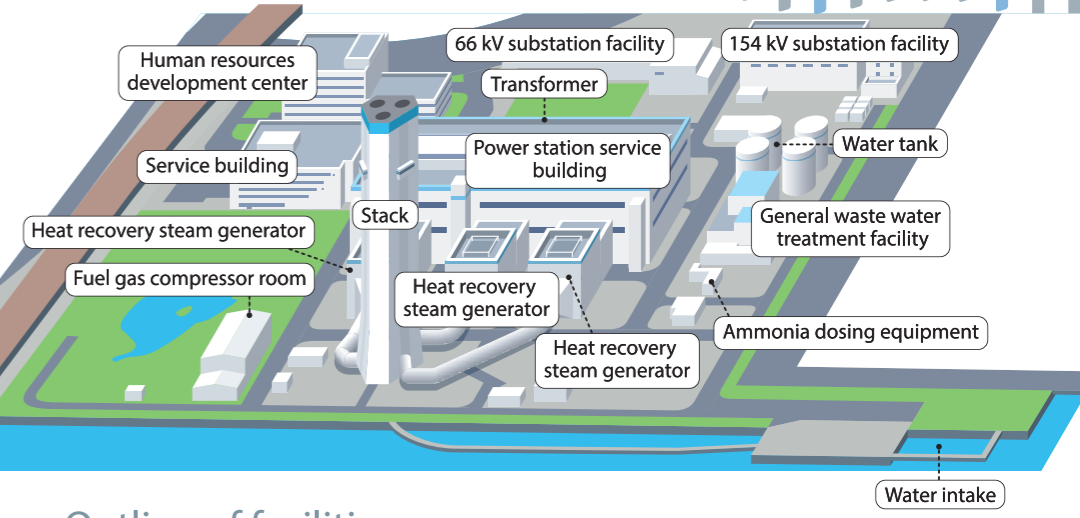 66 kV substation facility
154 kV substation facility
Human resources
development center
Transformer
Water tank
Power station service
building
Service building
Stack
General waste water
treatment facility
Heat recovery steam generator
Fuel gas compressor room
Heat recovery
steam generator
Ammonia dosing equipment
Heat recovery
steam generator
Water intake